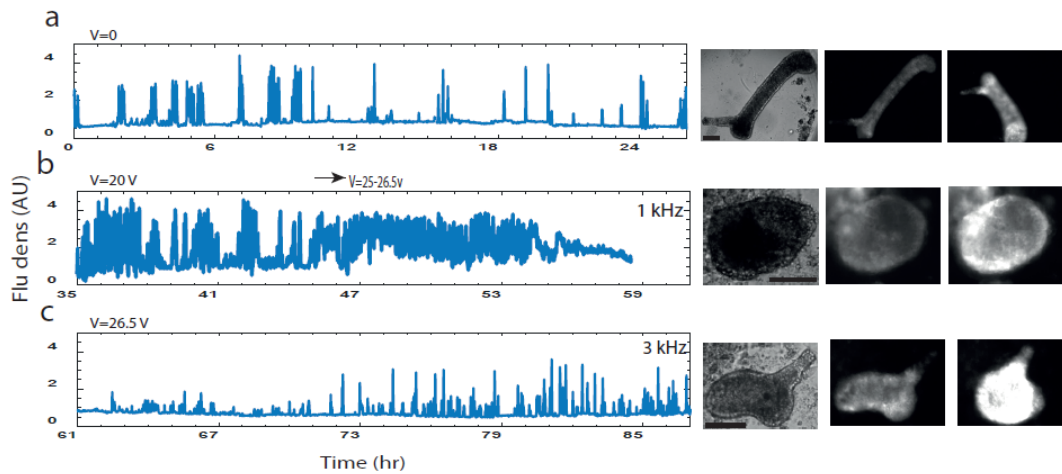 a
V=0
4
2
0
0 6 12 18 24
b
V=20 V
V=25-26.5v
1 kHz
4
2
0
35 41 47 53 59
c
V=26.5 V
3 kHz
4
2
0
61 67 73 79 85
Flu dens (AU)
Time (hr)